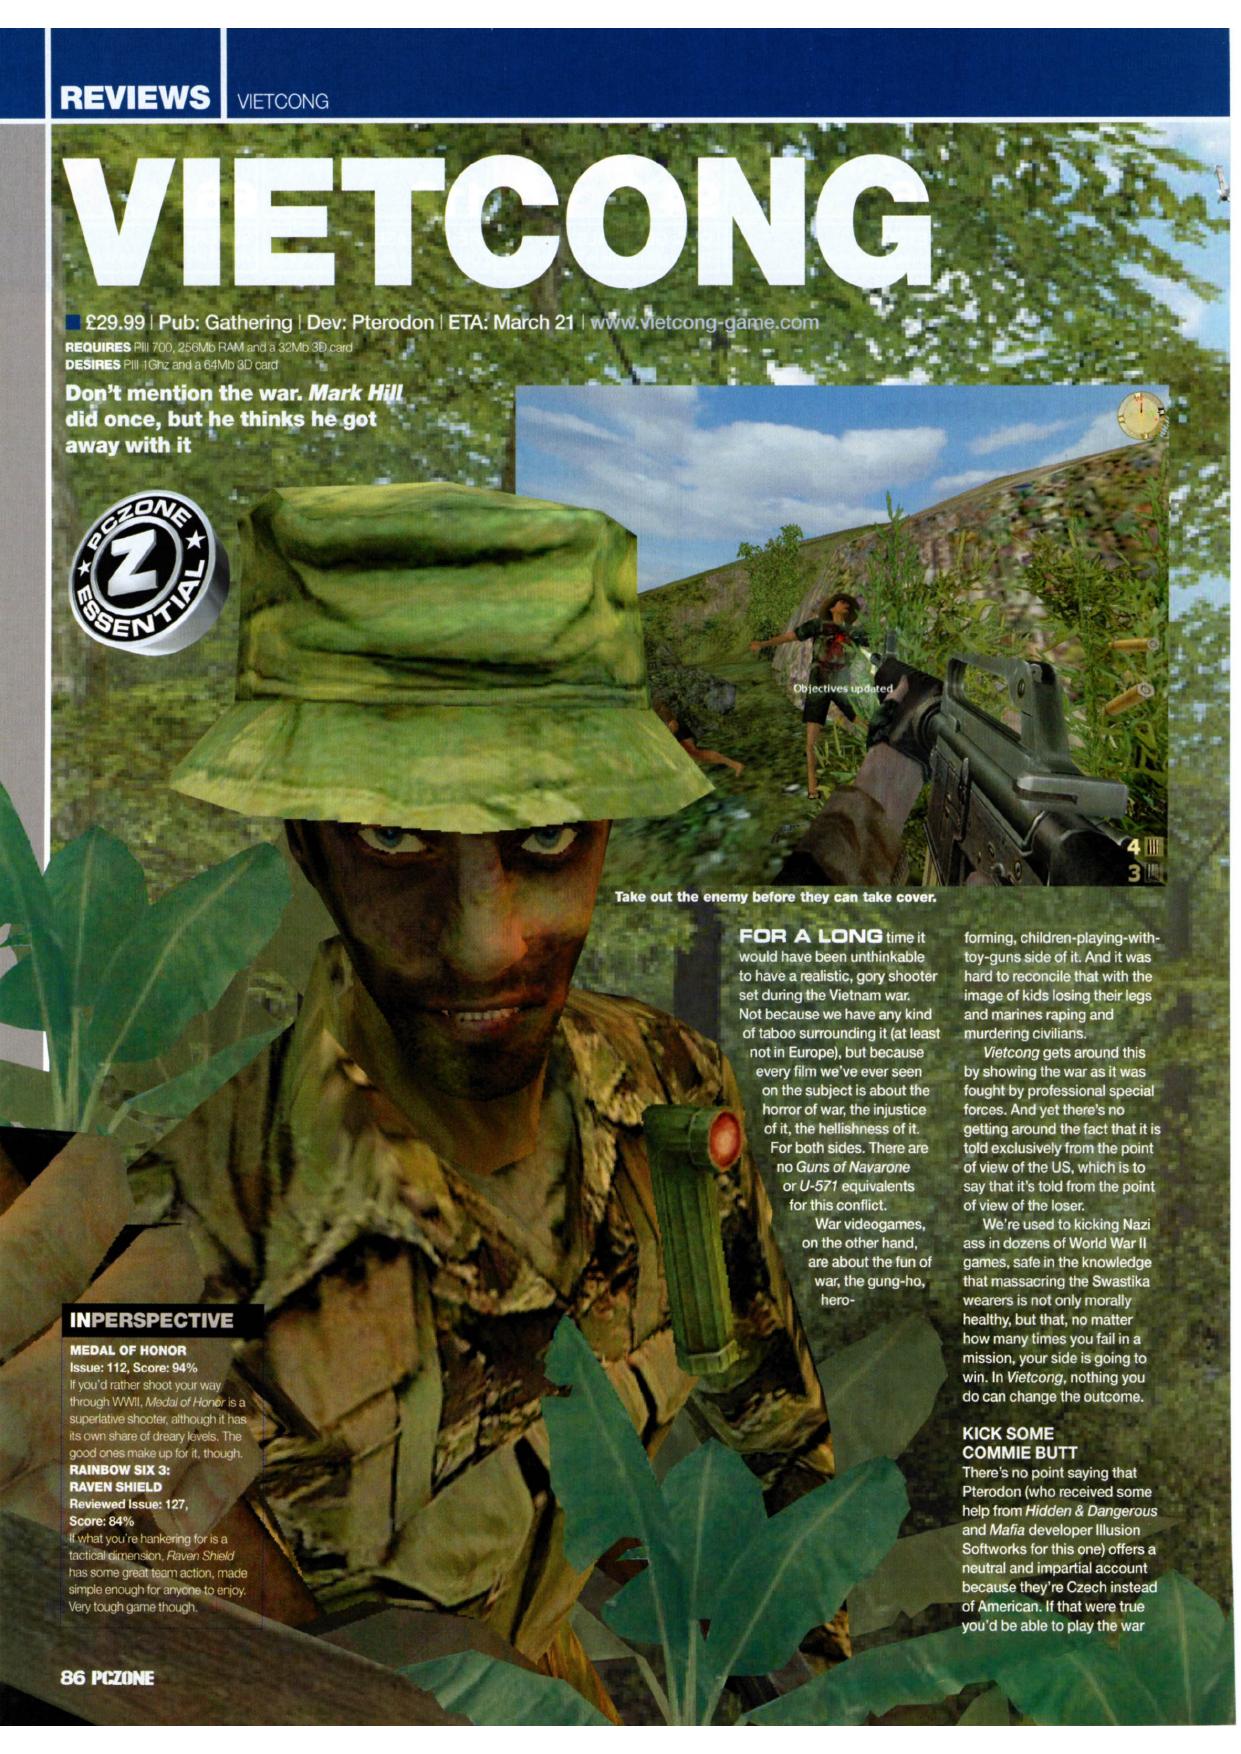 REVIEWS
VIETCONG
VIETCONG
£29.99 | Pub: Gathering | Dev: Pterodon | ETA: March 21 | www.vietcong-game.com
REQUIRES PIII 700, 256Mb RAM and a 32Mb 3D card
DESIRES PIII 1Ghz and a 64Mb 3D card
Don't mention the war. Mark Hill
did once, but he thinks he got
away with it
PCZONE
Z
ESSENTIAL
Objectives updated
4
3
Take out the enemy before they can take cover.
FOR A LONG time it
would have been unthinkable
to have a realistic, gory shooter
set during the Vietnam war.
Not because we have any kind
of taboo surrounding it (at least
not in Europe), but because
every film we've ever seen
on the subject is about the
horror of war, the injustice
of it, the hellishness of it.
For both sides. There are
no Guns of Navarone
or U-571 equivalents
for this conflict.
War videogames,
on the other hand,
are about the fun of
war, the gung-ho,
hero-
forming, children-playing-with-
toy-guns side of it. And it was
hard to reconcile that with the
image of kids losing their legs
and marines raping and
murdering civilians.
Vietcong gets around this
by showing the war as it was
fought by professional special
forces. And yet there's no
getting around the fact that it is
told exclusively from the point
of view of the US, which is to
say that it's told from the point
of view of the loser.
We're used to kicking Nazi
ass in dozens of World War II
games, safe in the knowledge
that massacring the Swastika
wearers is not only morally
healthy, but that, no matter
how many times you fail in a
mission, your side is going to
win. In Vietcong, nothing you
do can change the outcome.
KICK SOME
COMMIE BUTT
There's no point saying that
Pterodon (who received some
help from Hidden & Dangerous
and Mafia developer Illusion
Softworks for this one) offers a
neutral and impartial account
because they're Czech instead
of American. If that were true
you'd be able to play the war
INPERSPECTIVE
MEDAL OF HONOR
Issue: 112, Score: 94%
If you'd rather shoot your way
through WWII, Medal of Honor is a
superlative shooter, although it has
its own share of dreary levels. The
good ones make up for it, though.
RAINBOW SIX 3:
RAVEN SHIELD
Reviewed Issue: 127,
Score: 84%
If what you're hankering for is a
tactical dimension, Raven Shield
has some great team action, made
simple enough for anyone to enjoy.
Very tough game though.
86 PCZONE